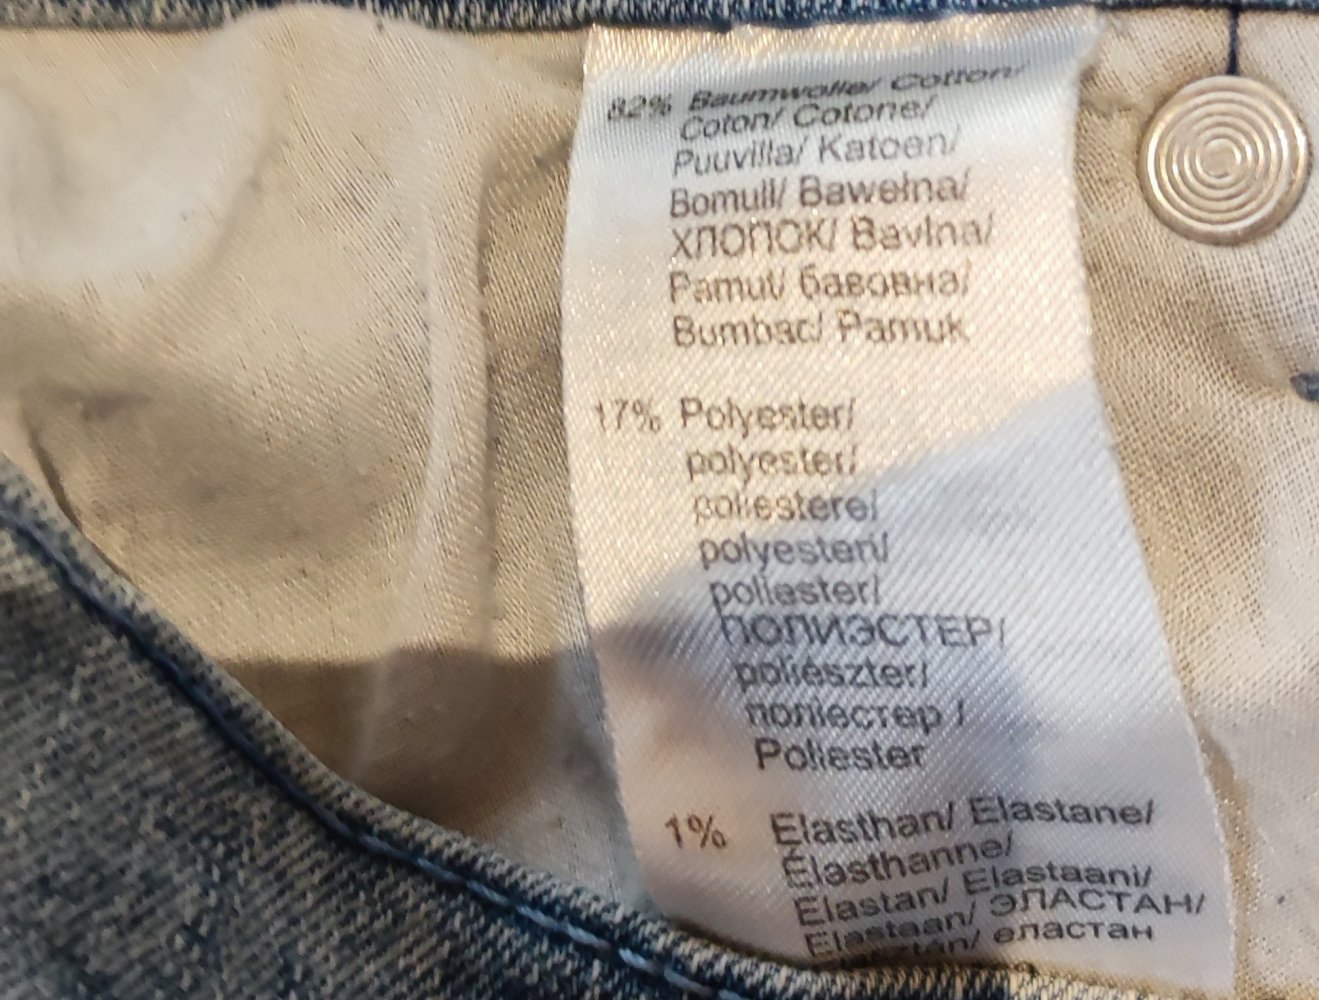 82% Baumwolle/ Cotton/
Coton/ Cotone/
Puuvilla/ Katoen/
Bomull/ Bawełna/
ХЛОПОК/ Bavlna/
Pamut/ бавовна/
Bumbac/ Pamuk
17% Polyester/
polyester/
poliestere/
polyesteri/
poliester/
ПОЛИЭСТЕР/
poliészter/
поліестер /
Poliester
1% Elasthan/ Elastane/
Élasthanne/
Elastan/ Elastaani/
Elastaan/ ЭЛАСТАН/
еластан